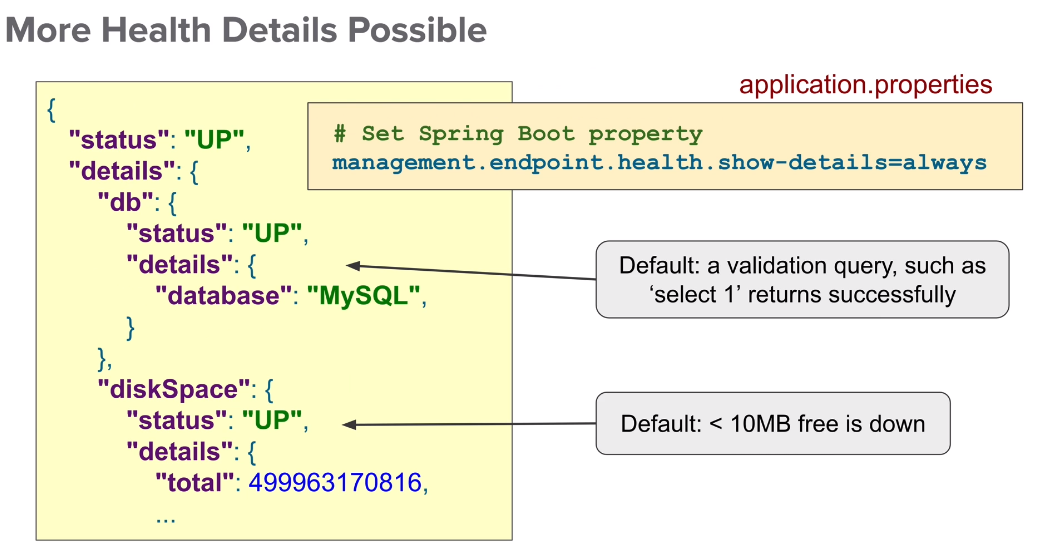 More Health Details Possible
application.properties
# Set Spring Boot property
management.endpoint.health.show-details=always
{
"status": "UP",
"details": {
"db": {
"status": "UP",
"details": {
"database": "MySQL",
}
},
"diskSpace": {
"status": "UP",
"details": {
"total": 499963170816,
...
Default: a validation query, such as
‘select 1’ returns successfully
Default: < 10MB free is down